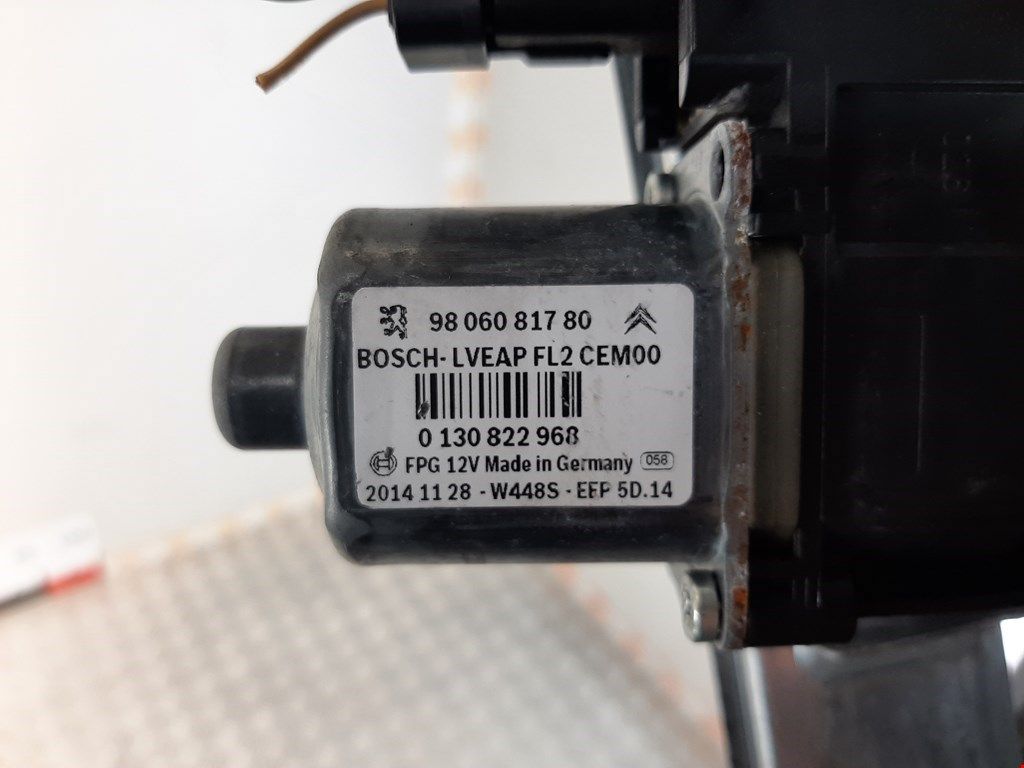 98 060 817 80
BOSCH- LVEAP FL2 CEM00
0 130 822 968
FPG 12V Made in Germany 058
2014 11 28 - W448S - EFP 5D.14